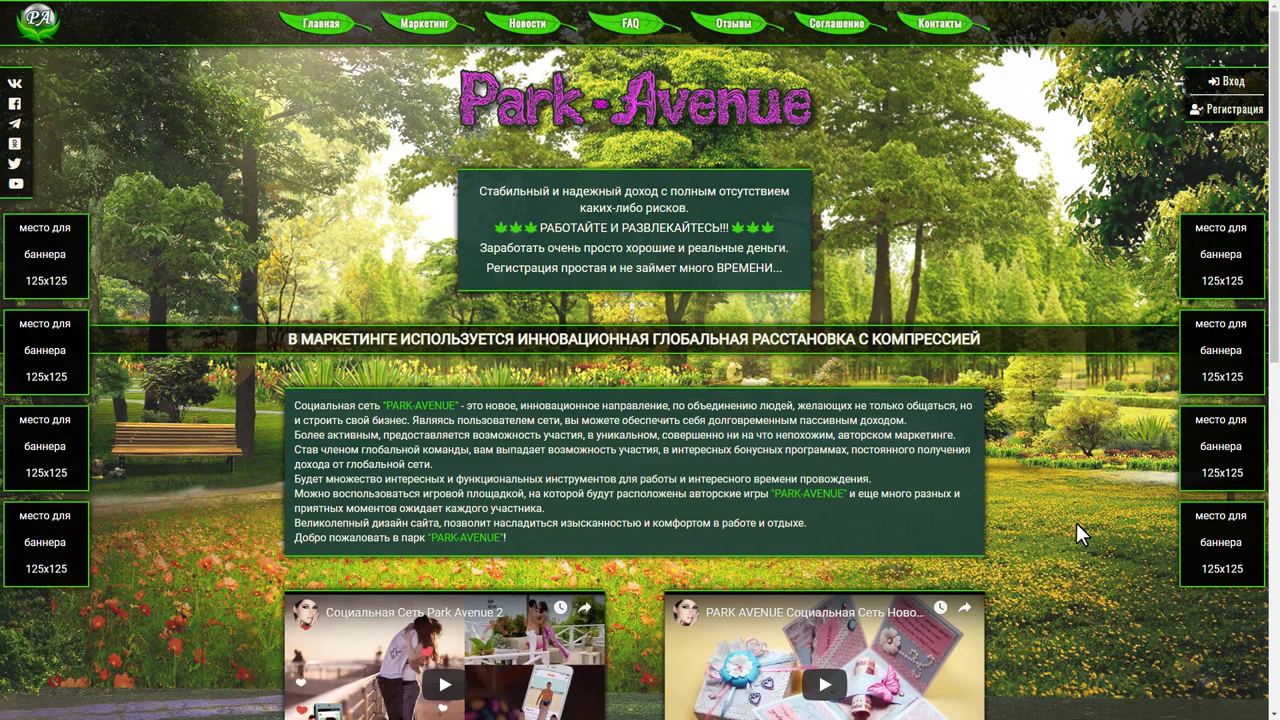 PA
Главная
Маркетинг
Новости
FAQ
Отзывы
Соглашение
Контакты
Вход
Регистрация
Park-Avenue
Стабильный и надежный доход с полным отсутствием
каких-либо рисков.
РАБОТАЙТЕ И РАЗВЛЕКАЙТЕСЬ!!!
Заработать очень просто хорошие и реальные деньги.
Регистрация простая и не займет много ВРЕМЕНИ...
место для
баннера
125x125
место для
баннера
125x125
место для
баннера
125x125
место для
баннера
125x125
В МАРКЕТИНГЕ ИСПОЛЬЗУЕТСЯ ИННОВАЦИОННАЯ ГЛОБАЛЬНАЯ РАССТАНОВКА С КОМПРЕССИЕЙ
Социальная сеть "PARK-AVENUE" - это новое, инновационное направление, по объединению людей, желающих не только общаться, но
и строить свой бизнес. Являясь пользователем сети, вы можете обеспечить себя долговременным пассивным доходом.
Более активным, предоставляется возможность участия, в уникальном, совершенно ни на что непохожим, авторском маркетинге.
Став членом глобальной команды, вам выпадает возможность участия, в интересных бонусных программах, постоянного получения
дохода от глобальной сети.
Будет множество интересных и функциональных инструментов для работы и интересного времени провождения.
Можно воспользоваться игровой площадкой, на которой будут расположены авторские игры "PARK-AVENUE" и еще много разных и
приятных моментов ожидает каждого участника.
Великолепный дизайн сайта, позволит насладиться изысканностью и комфортом в работе и отдыхе.
Добро пожаловать в парк "PARK-AVENUE"!
место для
баннера
125x125
место для
баннера
125x125
место для
баннера
125x125
место для
баннера
125x125
Социальная Сеть Park Avenue 2
PARK AVENUE Социальная Сеть Ново...